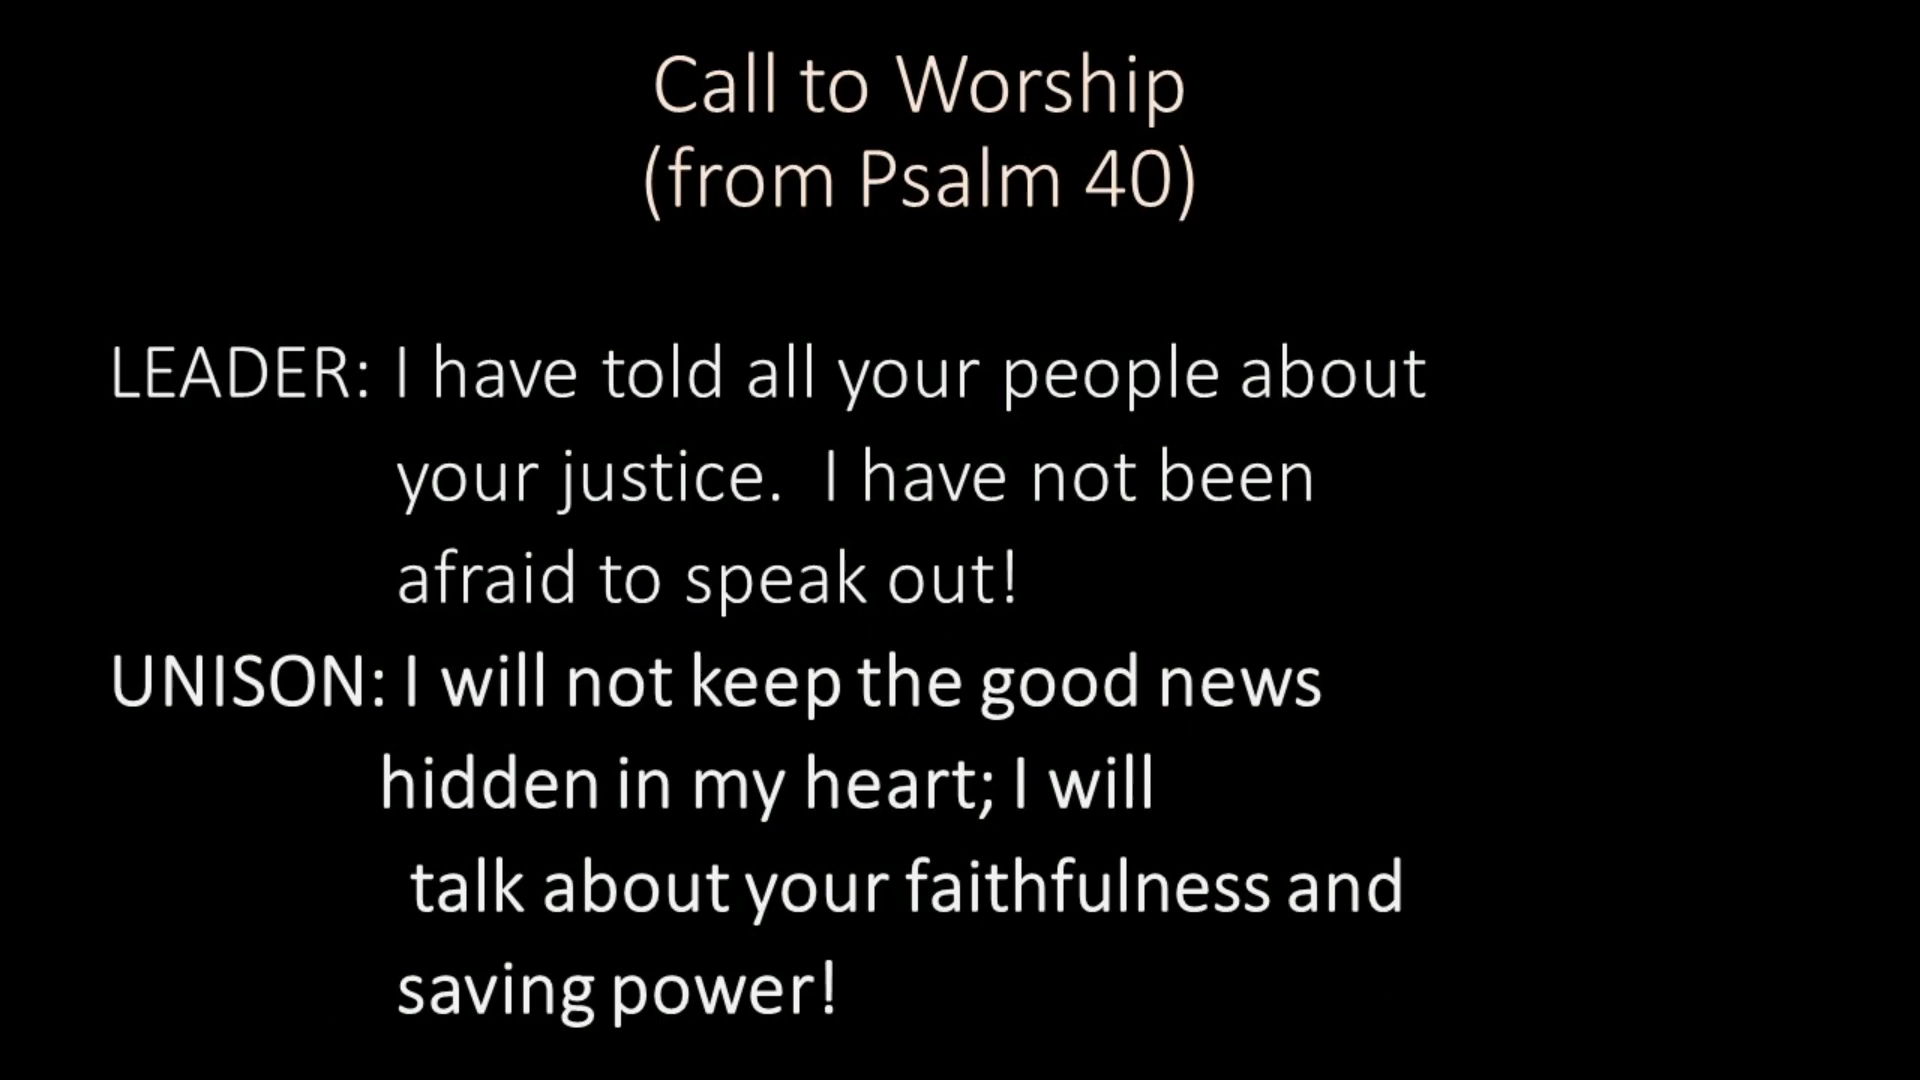 Call to Worship
(from Psalm 40)
LEADER: I have told all your people about
your justice.  I have not been
afraid to speak out!
UNISON: I will not keep the good news
hidden in my heart; I will
talk about your faithfulness and
saving power!